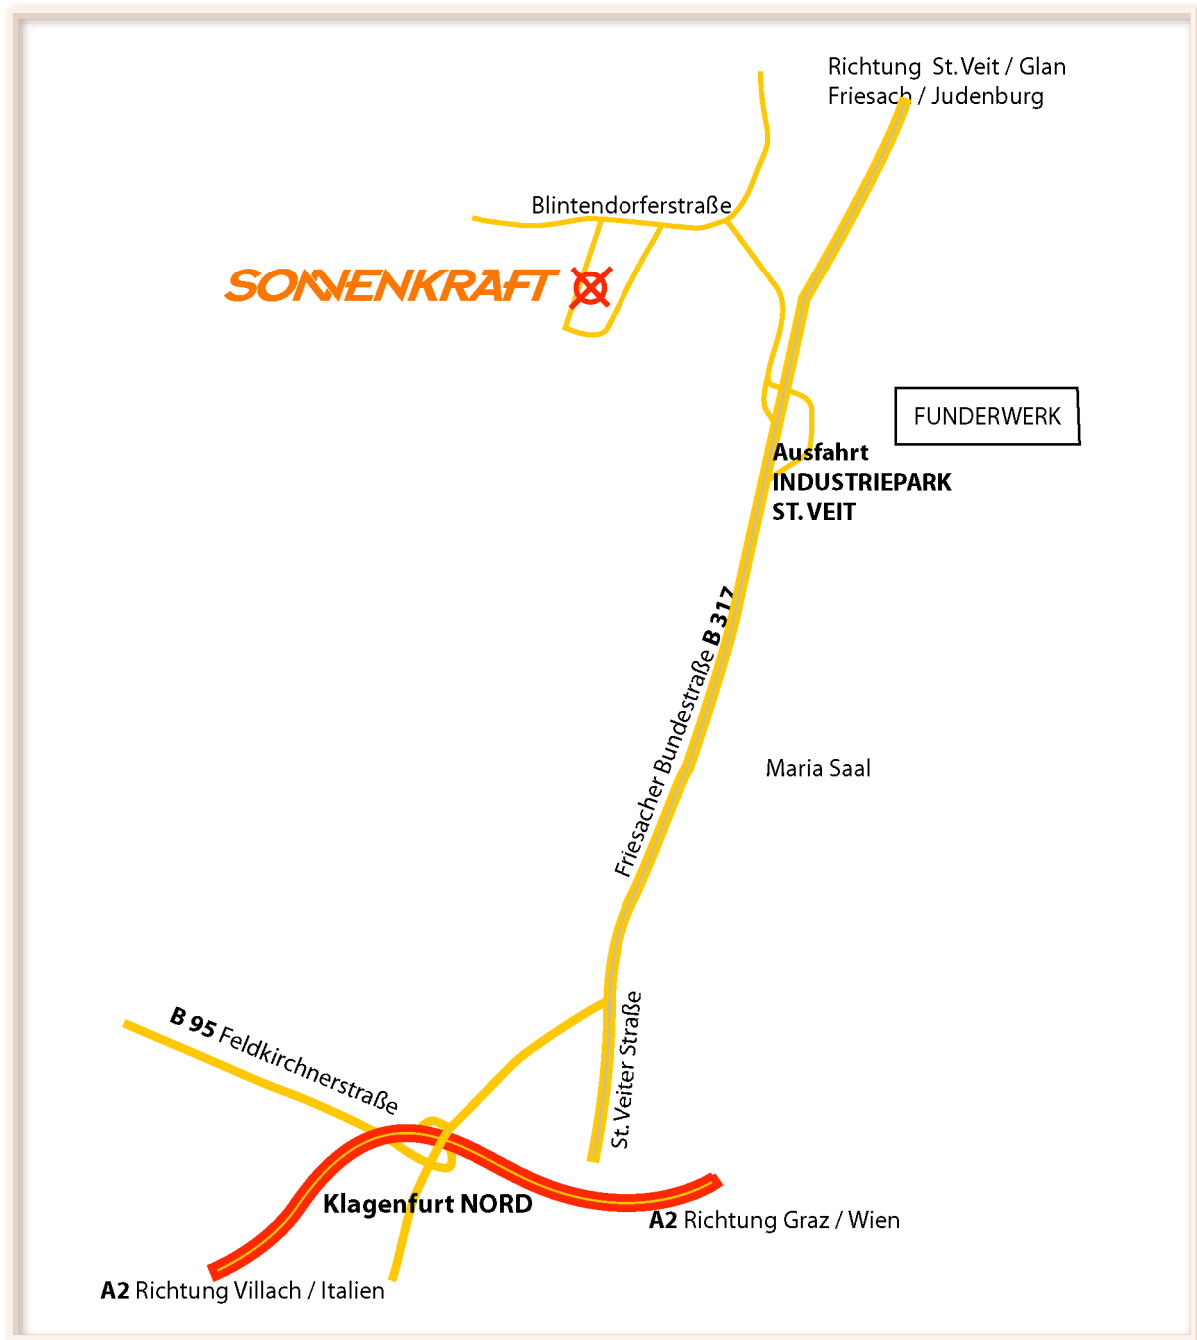 Richtung St. Veit / Glan
Friesach / Judenburg
Blintendorferstraße
SONNENKRAFT
FUNDERWERK
Ausfahrt
INDUSTRIEPARK
ST. VEIT
Friesacher Bundestraße B 317
Maria Saal
St. Veiter Straße
B 95 Feldkirchnerstraße
Klagenfurt NORD
A2 Richtung Graz / Wien
A2 Richtung Villach / Italien